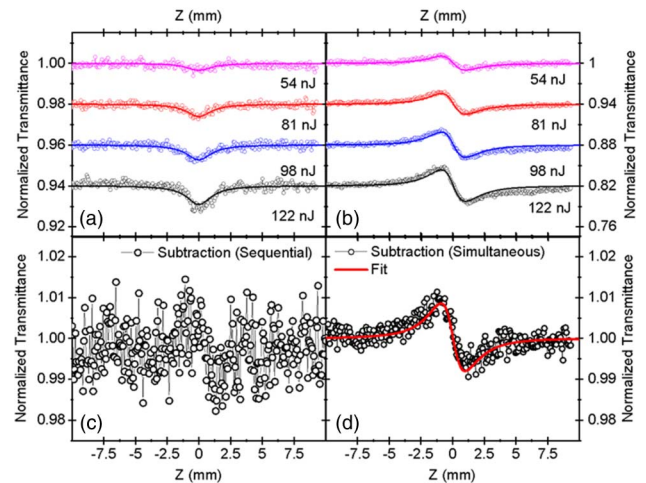 Z (mm)
Z (mm)
Normalized Transmittance
1.00
0.98
0.96
0.94
0.92
54 nJ
81 nJ
98 nJ
122 nJ
(a)
54 nJ
81 nJ
98 nJ
122 nJ
(b)
1
0.94
0.88
0.82
0.76
Normalized Transmittance
Normalized Transmittance
1.02
1.01
1.00
0.99
0.98
Subtraction (Sequential)
(c)
Subtraction (Simultaneous)
Fit
(d)
1.02
1.01
1.00
0.99
0.98
Normalized Transmittance
-7.5 -5 -2.5 0 2.5 5 7.5
-7.5 -5 -2.5 0 2.5 5 7.5
Z (mm)
Z (mm)